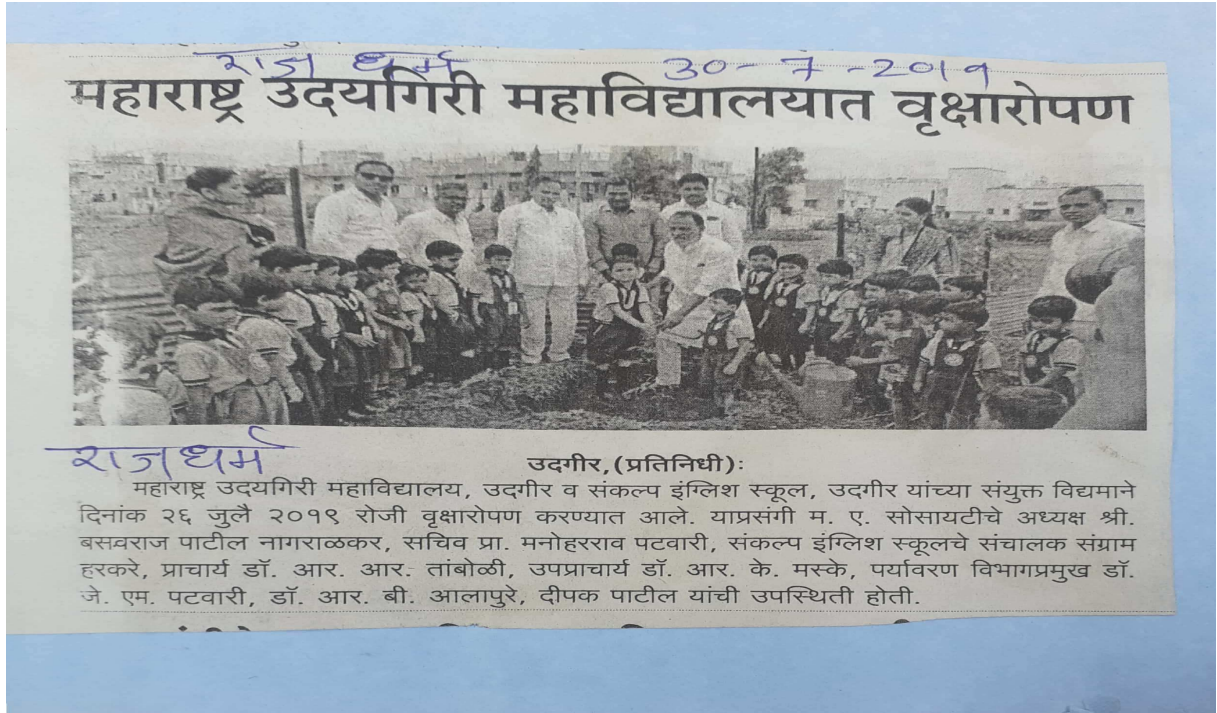 राज धर्म 30-7-2019
महाराष्ट्र उदयगिरी महाविद्यालयात वृक्षारोपण
राजधर्म
उदगीर,(प्रतिनिधी):
महाराष्ट्र उदयगिरी महाविद्यालय, उदगीर व संकल्प इंग्लिश स्कूल, उदगीर यांच्या संयुक्त विद्यमाने
दिनांक २६ जुलै २०१९ रोजी वृक्षारोपण करण्यात आले. याप्रसंगी म. ए. सोसायटीचे अध्यक्ष श्री.
बसवराज पाटील नागराळकर, सचिव प्रा. मनोहरराव पटवारी, संकल्प इंग्लिश स्कूलचे संचालक संग्राम
हरकरे, प्राचार्य डॉ. आर. आर. तांबोळी, उपप्राचार्य डॉ. आर. के. मस्के, पर्यावरण विभागप्रमुख डॉ.
जे. एम. पटवारी, डॉ. आर. बी. आलापुरे, दीपक पाटील यांची उपस्थिती होती.